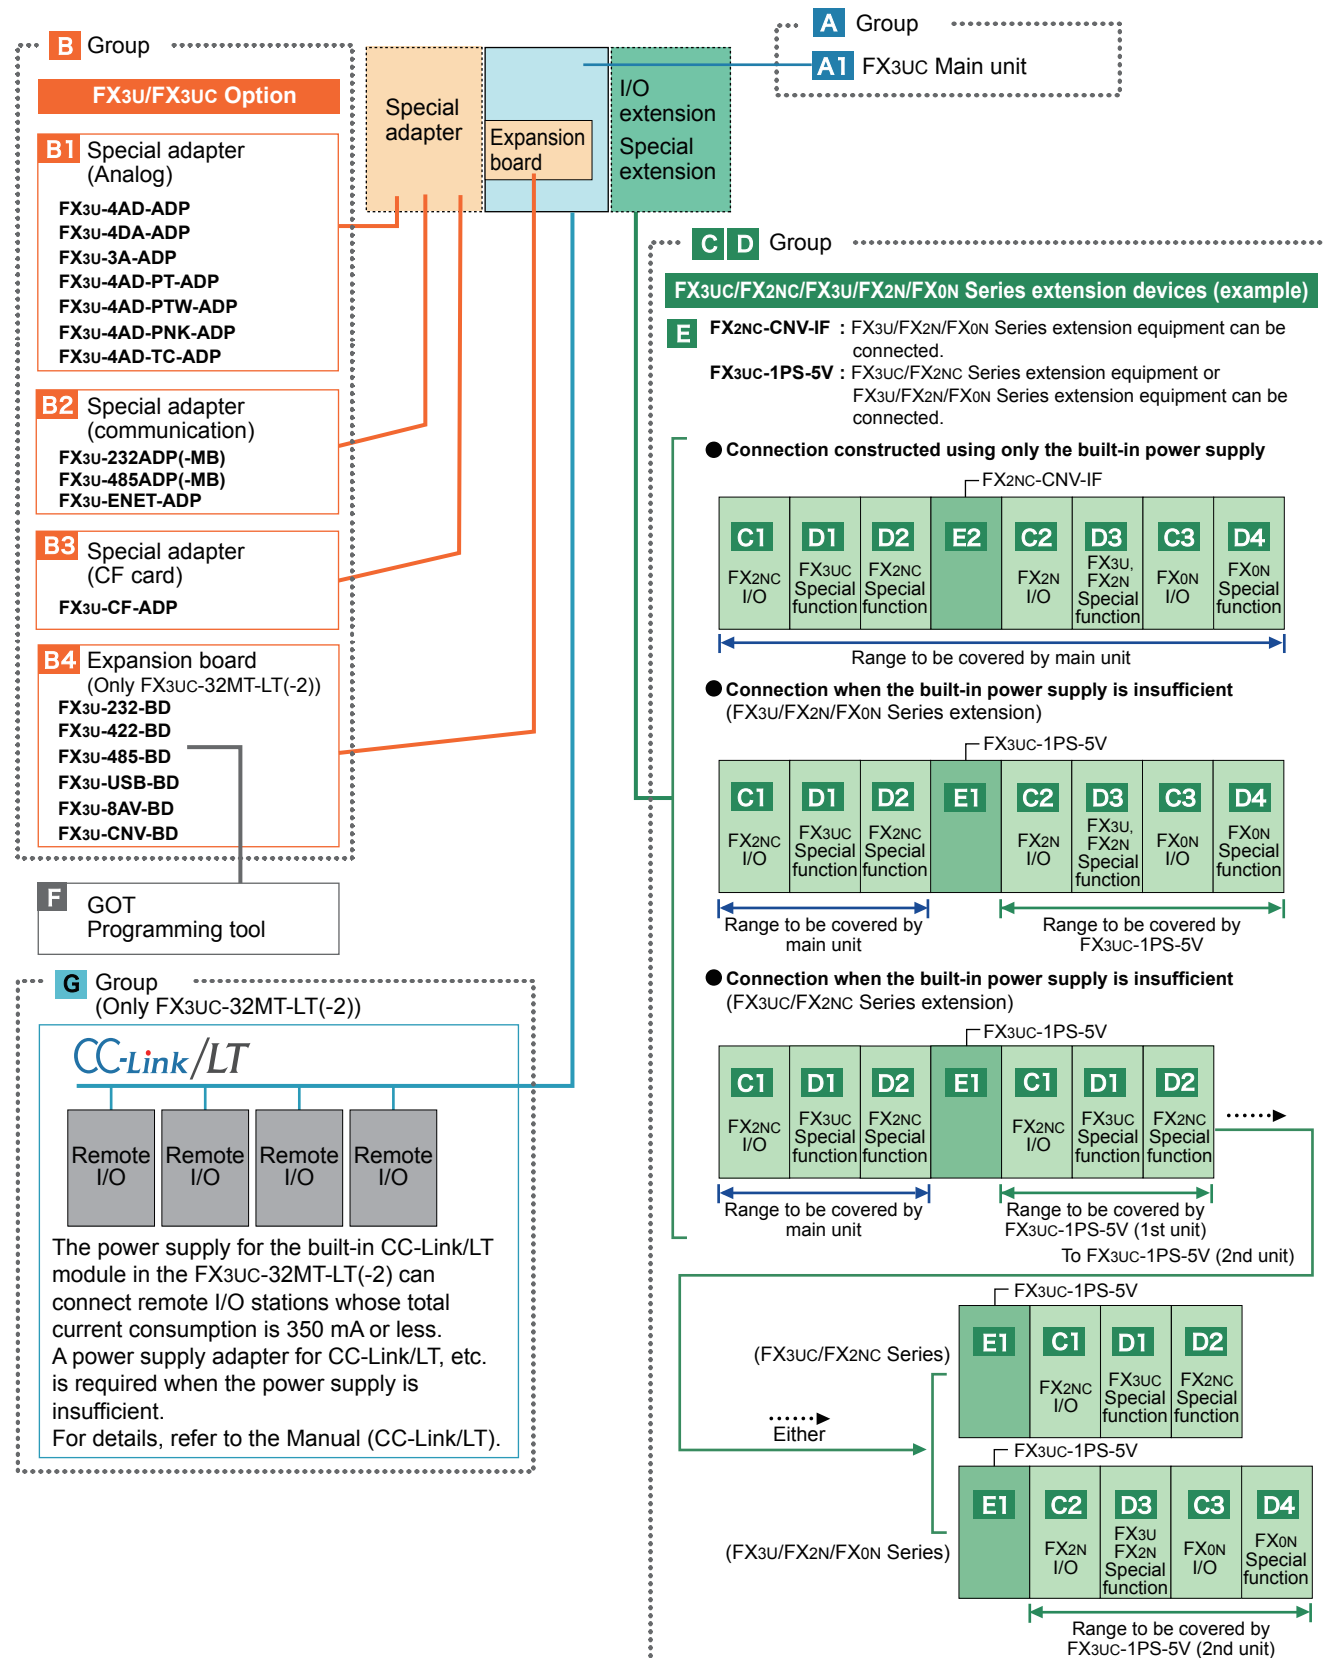 B Group
FX3U/FX3UC Option
B1 Special adapter
(Analog)
FX3U-4AD-ADP
FX3U-4DA-ADP
FX3U-3A-ADP
FX3U-4AD-PT-ADP
FX3U-4AD-PTW-ADP
FX3U-4AD-PNK-ADP
FX3U-4AD-TC-ADP
B2 Special adapter
(communication)
FX3U-232ADP(-MB)
FX3U-485ADP(-MB)
FX3U-ENET-ADP
B3 Special adapter
(CF card)
FX3U-CF-ADP
B4 Expansion board
(Only FX3UC-32MT-LT(-2))
FX3U-232-BD
FX3U-422-BD
FX3U-485-BD
FX3U-USB-BD
FX3U-8AV-BD
FX3U-CNV-BD
F GOT
Programming tool
G Group
(Only FX3UC-32MT-LT(-2))
CC-Link/LT
Remote
I/O
Remote
I/O
Remote
I/O
Remote
I/O
The power supply for the built-in CC-Link/LT
module in the FX3UC-32MT-LT(-2) can
connect remote I/O stations whose total
current consumption is 350 mA or less.
A power supply adapter for CC-Link/LT, etc.
is required when the power supply is
insufficient.
For details, refer to the Manual (CC-Link/LT).
Special
adapter
Expansion
board
I/O
extension
Special
extension
A Group
A1 FX3UC Main unit
C D Group
FX3UC/FX2NC/FX3U/FX2N/FX0N Series extension devices (example)
E FX2NC-CNV-IF : FX3U/FX2N/FX0N Series extension equipment can be
connected.
FX3UC-1PS-5V : FX3UC/FX2NC Series extension equipment or
FX3U/FX2N/FX0N Series extension equipment can be
connected.
● Connection constructed using only the built-in power supply
FX2NC-CNV-IF
C1
FX2NC
I/O
D1
FX3UC
Special
function
D2
FX2NC
Special
function
E2
C2
FX2N
I/O
D3
FX3U,
FX2N
Special
function
C3
FX0N
I/O
D4
FX0N
Special
function
Range to be covered by main unit
● Connection when the built-in power supply is insufficient
(FX3U/FX2N/FX0N Series extension)
FX3UC-1PS-5V
C1
FX2NC
I/O
D1
FX3UC
Special
function
D2
FX2NC
Special
function
E1
C2
FX2N
I/O
D3
FX3U,
FX2N
Special
function
C3
FX0N
I/O
D4
FX0N
Special
function
Range to be covered by
main unit
Range to be covered by
FX3UC-1PS-5V
● Connection when the built-in power supply is insufficient
(FX3UC/FX2NC Series extension)
FX3UC-1PS-5V
C1
FX2NC
I/O
D1
FX3UC
Special
function
D2
FX2NC
Special
function
E1
C1
FX2NC
I/O
D1
FX3UC
Special
function
D2
FX2NC
Special
function
Range to be covered by
main unit
Range to be covered by
FX3UC-1PS-5V (1st unit)
To FX3UC-1PS-5V (2nd unit)
FX3UC-1PS-5V
(FX3UC/FX2NC Series)
E1
C1
FX2NC
I/O
D1
FX3UC
Special
function
D2
FX2NC
Special
function
Either
FX3UC-1PS-5V
(FX3U/FX2N/FX0N Series)
E1
C2
FX2N
I/O
D3
FX3U
FX2N
Special
function
C3
FX0N
I/O
D4
FX0N
Special
function
Range to be covered by
FX3UC-1PS-5V (2nd unit)